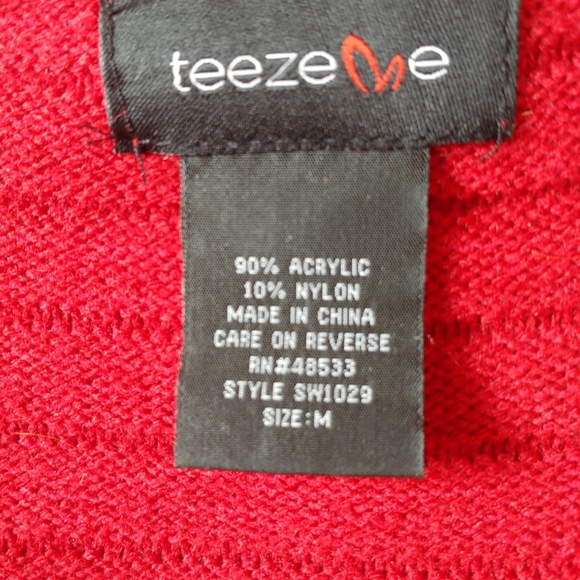 teezeme
90% ACRYLIC
10% NYLON
MADE IN CHINA
CARE ON REVERSE
RN#48533
STYLE SW1029
SIZE:M